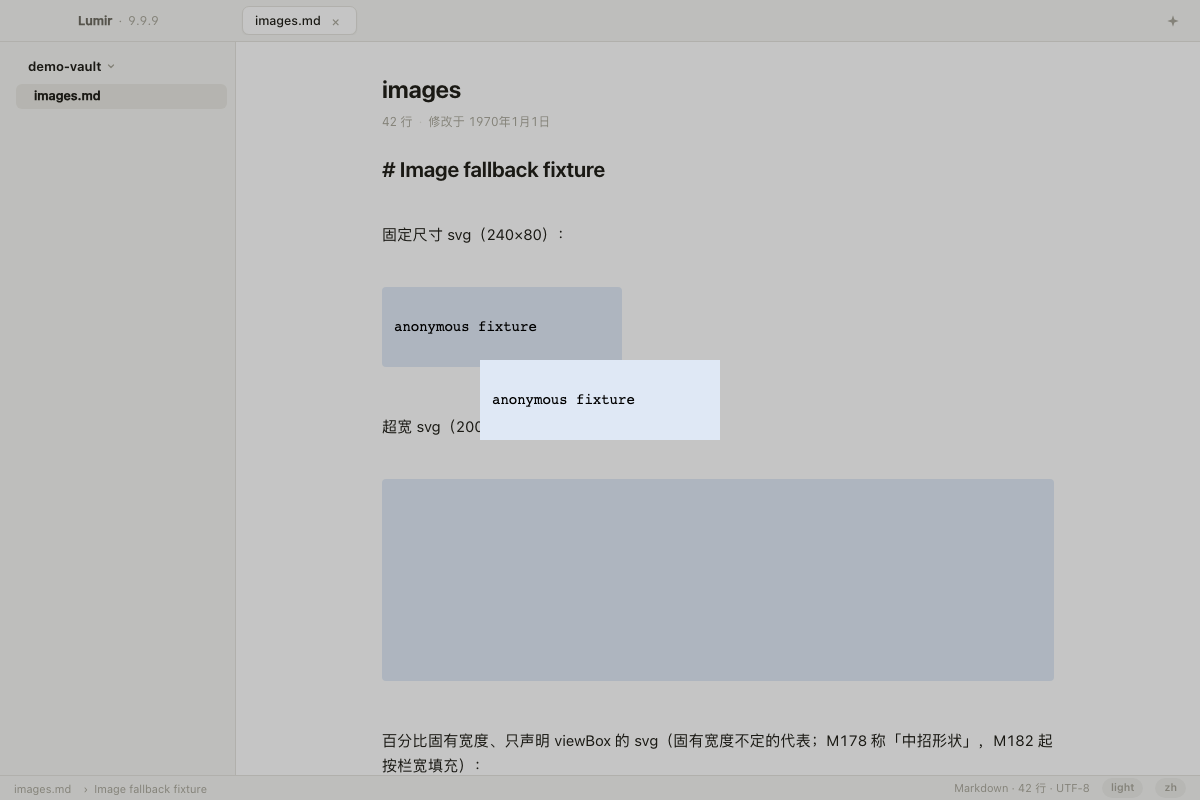 Lumir · 9.9.9
images.md ×
demo-vault
images.md
images
42 行 · 修改于 1970年1月1日
# Image fallback fixture
固定尺寸 svg（240×80）：
anonymous fixture
anonymous fixture
超宽 svg（200
百分比固有宽度、只声明 viewBox 的 svg（固有宽度不定的代表；M178 称「中招形状」，M182 起
按栏宽填充）：
images.md › Image fallback fixture
Markdown · 42 行 · UTF-8 light zh